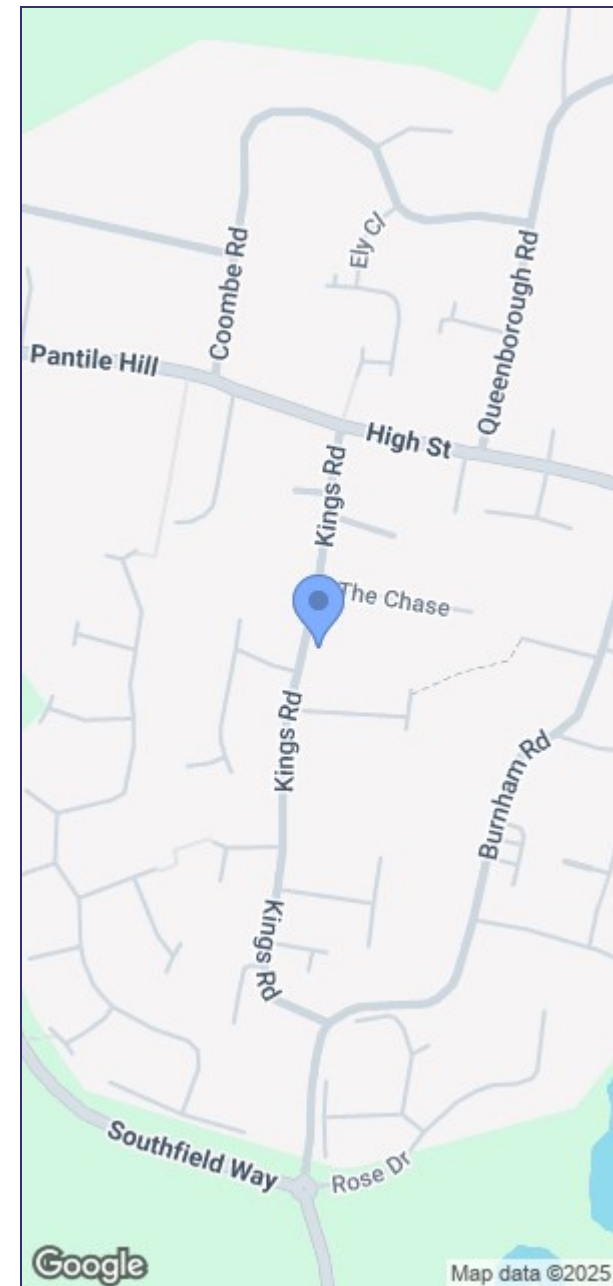 Coombe Rd
Ely Cl
Queenborough Rd
Pantile Hill
High St
Kings Rd
The Chase
Kings Rd
Burnham Rd
Kings Rd
Southfield Way
Rose Dr
Google
Map data ©2025